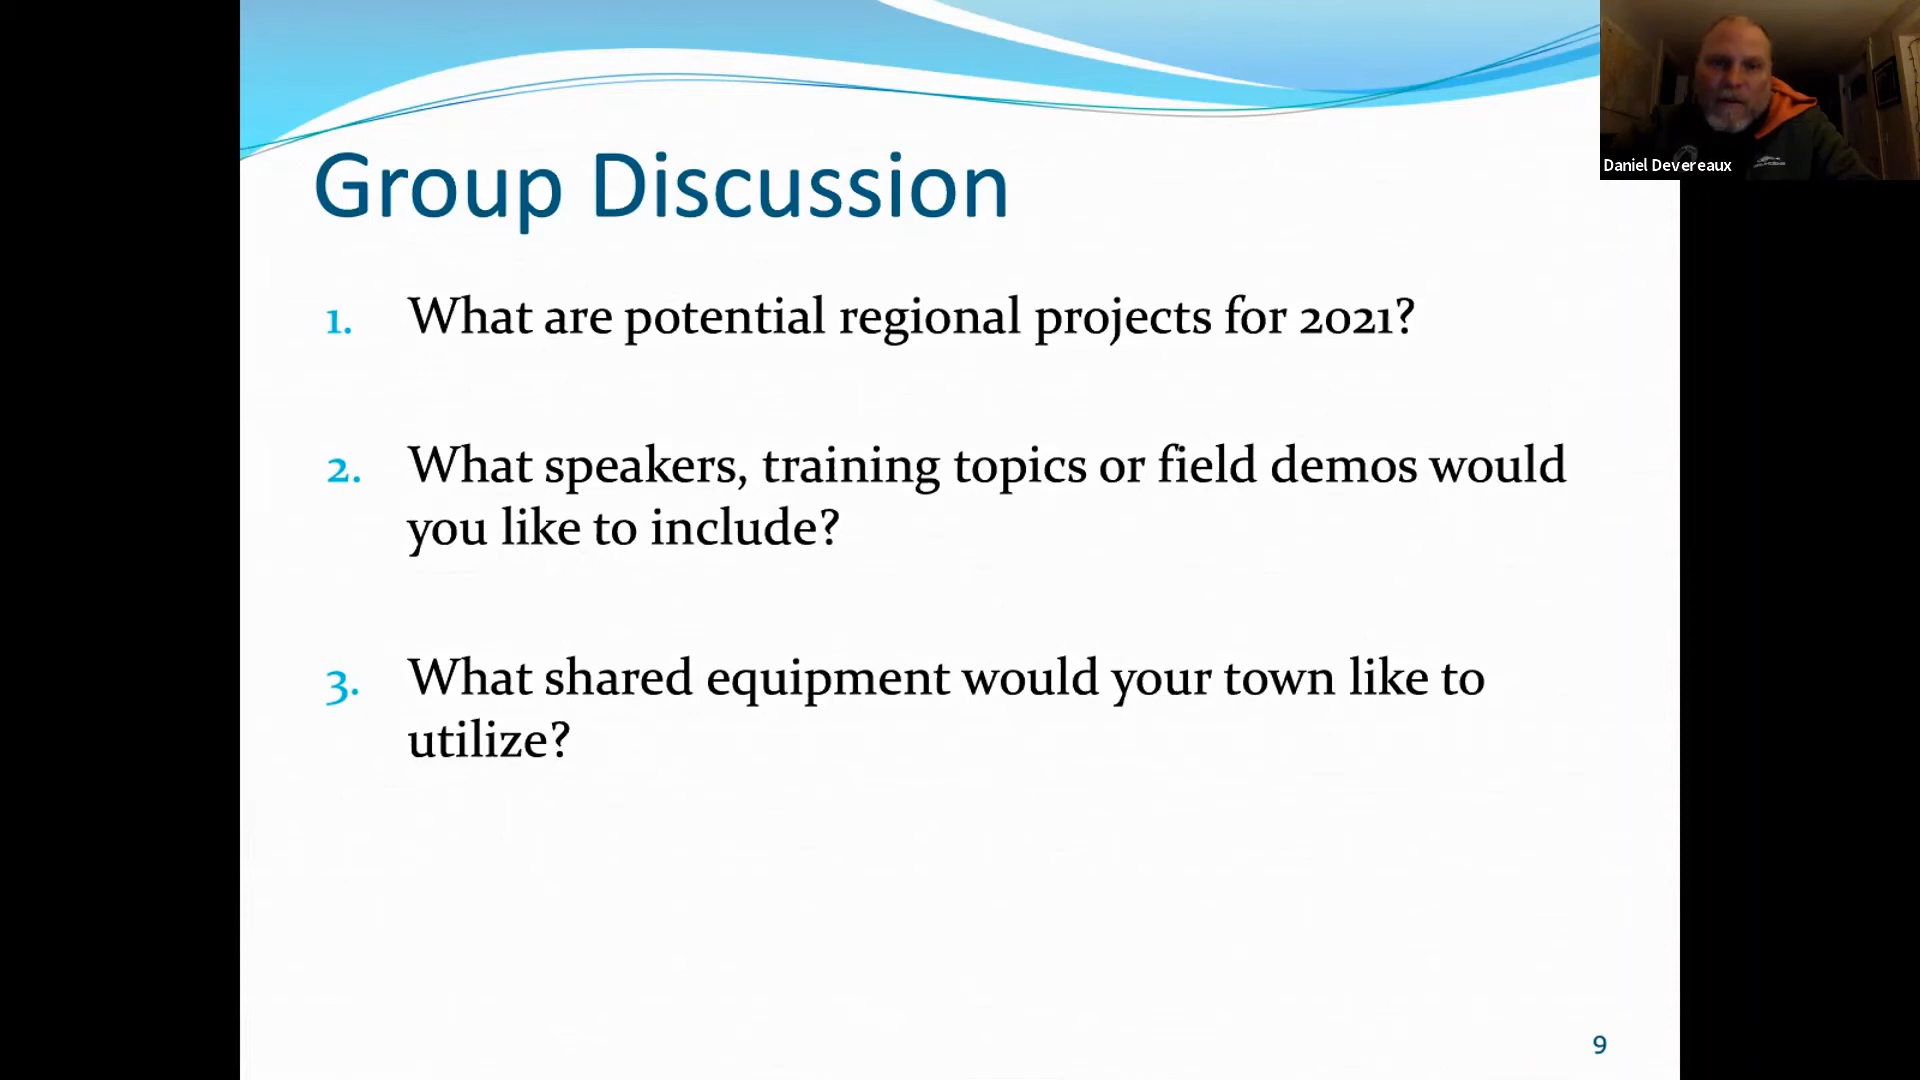 Daniel Devereaux
Group Discussion
1. What are potential regional projects for 2021?
2. What speakers, training topics or field demos would
you like to include?
3. What shared equipment would your town like to
utilize?
9